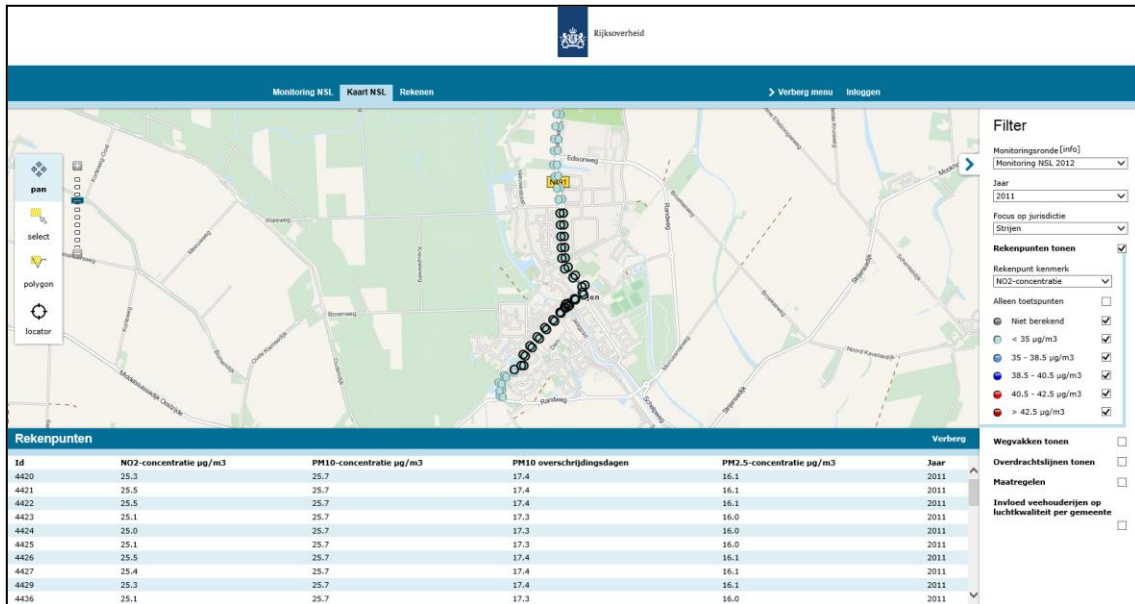 Rijksoverheid
Monitoring NSL Kaart NSL Rekenen Verberg menu Inloggen
pan
select
polygon
locator
Edisonweg
N491
Randweg
Waleweg
Bovenweg
Randweg
Filter
Monitoringsronde [info]
Monitoring NSL 2012
Jaar
2011
Focus op jurisdictie
Strijen
Rekenpunten tonen
Rekenpunt kenmerk
NO2-concentratie
Alleen toetspunten
Niet berekend
< 35 µg/m3
35 - 38.5 µg/m3
38.5 - 40.5 µg/m3
40.5 - 42.5 µg/m3
> 42.5 µg/m3
Wegvakken tonen
Overdrachtslijnen tonen
Maatregelen
Invloed veehouderijen op
luchtkwaliteit per gemeente
Rekenpunten Verberg
Id NO2-concentratie µg/m3 PM10-concentratie µg/m3 PM10 overschrijdingsdagen PM2.5-concentratie µg/m3 Jaar
4420 25.3 25.7 17.4 16.1 2011
4421 25.5 25.7 17.4 16.1 2011
4422 25.5 25.7 17.4 16.1 2011
4423 25.1 25.7 17.3 16.0 2011
4424 25.0 25.7 17.3 16.0 2011
4425 25.1 25.7 17.3 16.0 2011
4426 25.5 25.7 17.4 16.1 2011
4427 25.4 25.7 17.4 16.1 2011
4429 25.3 25.7 17.4 16.1 2011
4436 25.1 25.7 17.3 16.0 2011